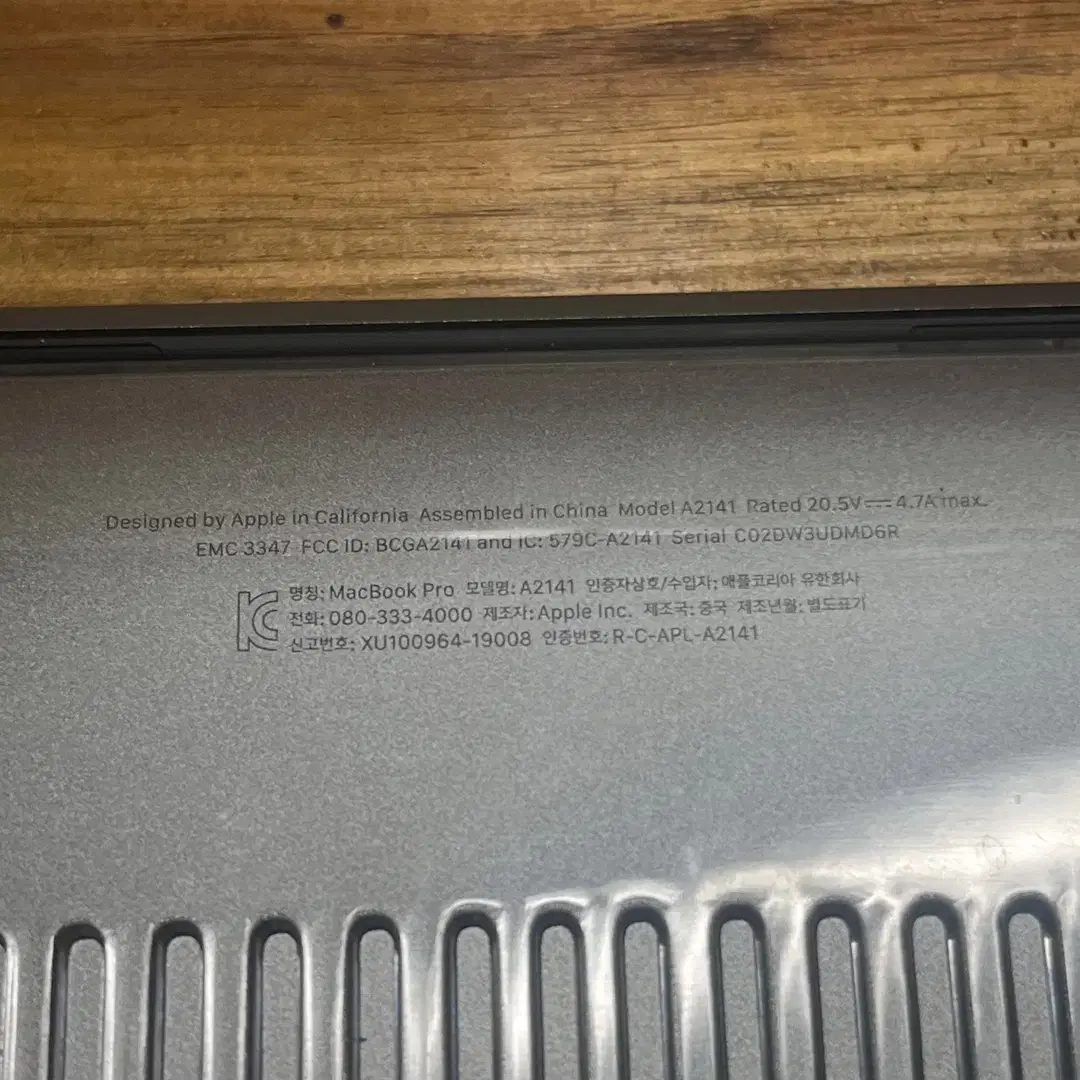 Designed by Apple in California Assembled in China Model A2141 Rated 20.5V⎓4.7A max.
EMC 3347 FCC ID: BCGA2141 and IC: 579C-A2141 Serial C02DW3UDMD6R
명칭: MacBook Pro 모델명: A2141 인증자상호/수입자: 애플코리아 유한회사
전화: 080-333-4000 제조자: Apple Inc. 제조국: 중국 제조년월: 별도표기
신고번호: XU100964-19008 인증번호: R-C-APL-A2141